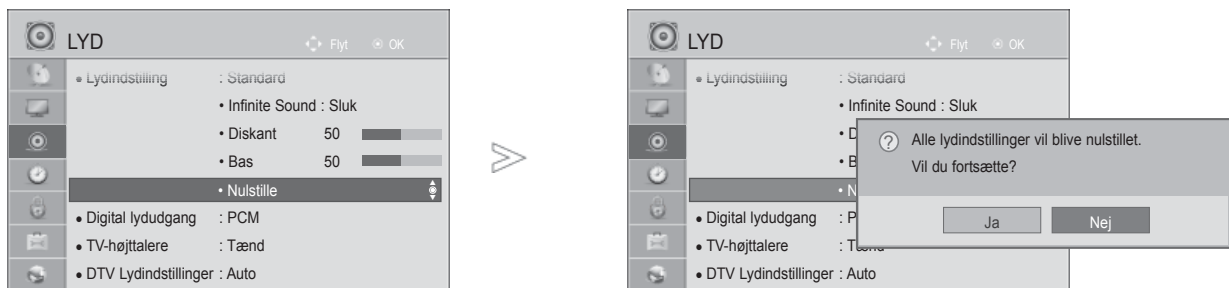 LYD
Flyt OK
• Lydindstilling : Standard
• Infinite Sound : Sluk
• Diskant 50
• Bas 50
• Nulstille
• Digital lydudgang : PCM
• TV-højttalere : Tænd
• DTV Lydindstillinger : Auto
LYD
Flyt OK
• Lydindstilling : Standard
• Infinite Sound : Sluk
• D
• B
• N
• Digital lydudgang : P
• TV-højttalere : Tænd
• DTV Lydindstillinger : Auto
? Alle lydindstillinger vil blive nulstillet.
Vil du fortsætte?
Ja Nej